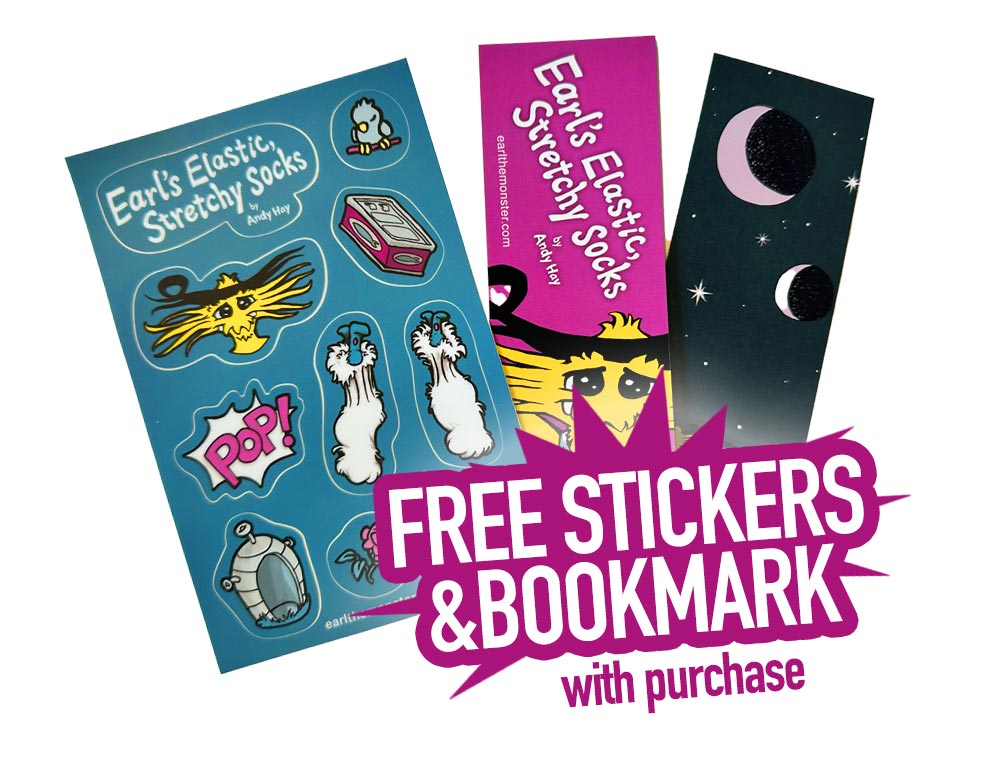 Earl's Elastic,
Stretchy Socks
by
Andy Hay
POP!
Earl's Elastic,
Stretchy Socks
by
Andy Hay
earlthemonster.com
FREE STICKERS
&BOOKMARK
with purchase